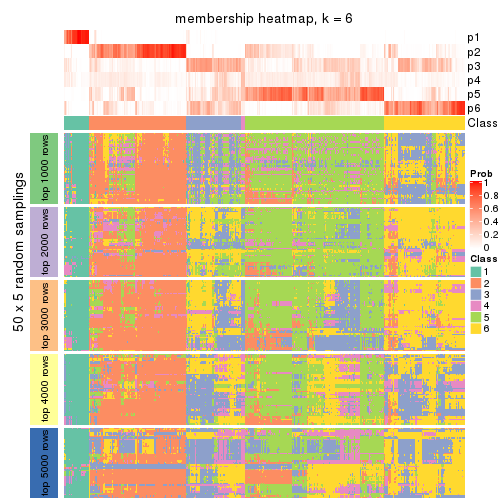 membership heatmap, k = 6
p1
p2
p3
p4
p5
p6
Class
50 x 5 random samplings
top 1000 rows
top 2000 rows
top 3000 rows
top 4000 rows
top 5000 rows
Prob
1
0.8
0.6
0.4
0.2
0
Class
1
2
3
4
5
6